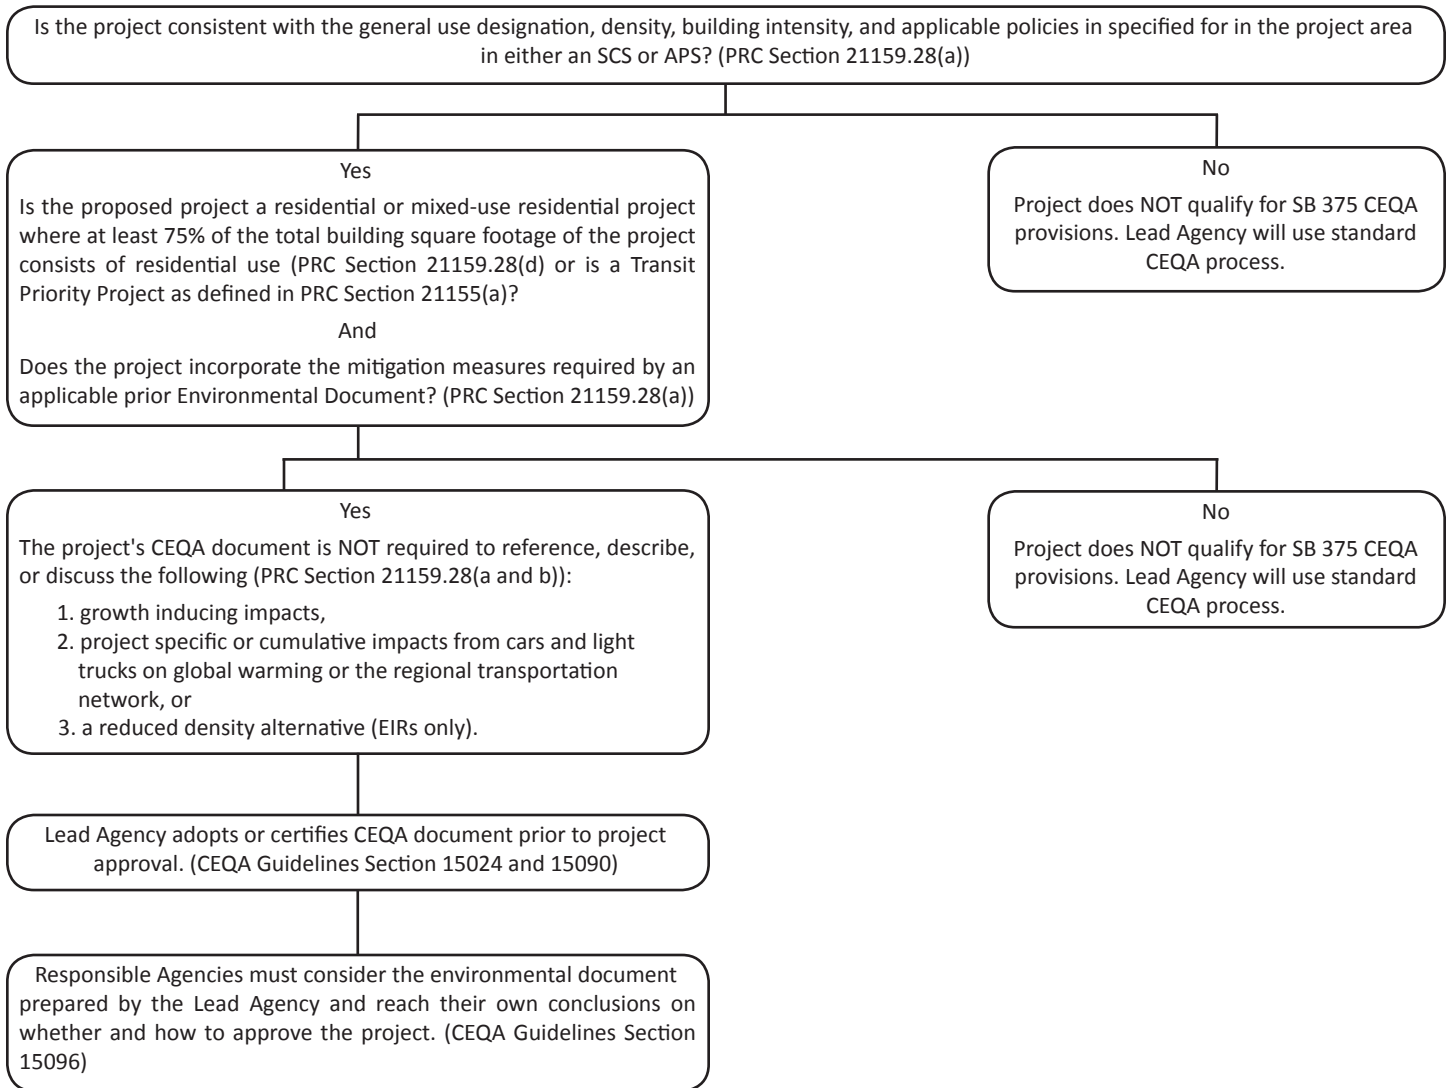 Is the project consistent with the general use designation, density, building intensity, and applicable policies in specified for in the project area
in either an SCS or APS? (PRC Section 21159.28(a))
Yes
Is the proposed project a residential or mixed-use residential project
where at least 75% of the total building square footage of the project
consists of residential use (PRC Section 21159.28(d) or is a Transit
Priority Project as defined in PRC Section 21155(a)?
And
Does the project incorporate the mitigation measures required by an
applicable prior Environmental Document? (PRC Section 21159.28(a))
No
Project does NOT qualify for SB 375 CEQA
provisions. Lead Agency will use standard
CEQA process.
Yes
The project's CEQA document is NOT required to reference, describe,
or discuss the following (PRC Section 21159.28(a and b)):
1. growth inducing impacts,
2. project specific or cumulative impacts from cars and light
trucks on global warming or the regional transportation
network, or
3. a reduced density alternative (EIRs only).
No
Project does NOT qualify for SB 375 CEQA
provisions. Lead Agency will use standard
CEQA process.
Lead Agency adopts or certifies CEQA document prior to project
approval. (CEQA Guidelines Section 15024 and 15090)
Responsible Agencies must consider the environmental document
prepared by the Lead Agency and reach their own conclusions on
whether and how to approve the project. (CEQA Guidelines Section
15096)